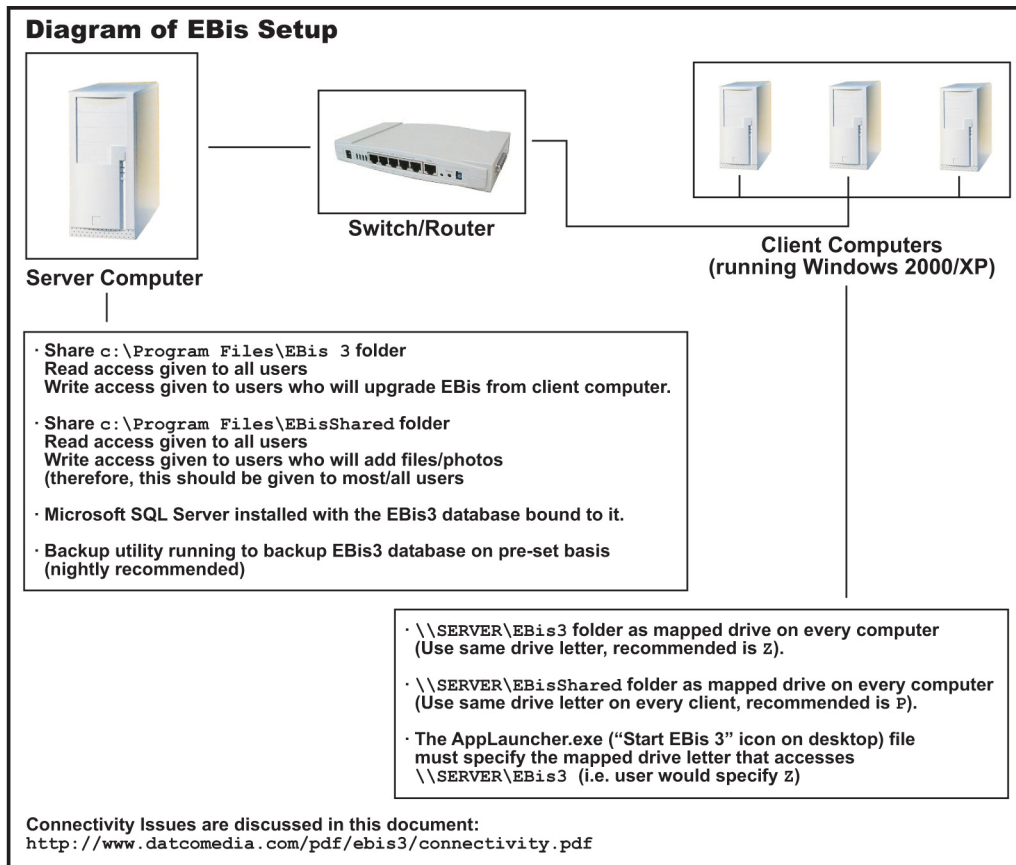 Diagram of EBis Setup
Switch/Router
Server Computer
Client Computers
(running Windows 2000/XP)
· Share c:\Program Files\EBis 3 folder
Read access given to all users
Write access given to users who will upgrade EBis from client computer.
· Share c:\Program Files\EBisShared folder
Read access given to all users
Write access given to users who will add files/photos
(therefore, this should be given to most/all users
· Microsoft SQL Server installed with the EBis3 database bound to it.
· Backup utility running to backup EBis3 database on pre-set basis
(nightly recommended)
· \\SERVER\EBis3 folder as mapped drive on every computer
(Use same drive letter, recommended is Z).
· \\SERVER\EBisShared folder as mapped drive on every computer
(Use same drive letter on every client, recommended is P).
· The AppLauncher.exe (“Start EBis 3” icon on desktop) file
must specify the mapped drive letter that accesses
\\SERVER\EBis3 (i.e. user would specify Z)
Connectivity Issues are discussed in this document:
http://www.datcomedia.com/pdf/ebis3/connectivity.pdf